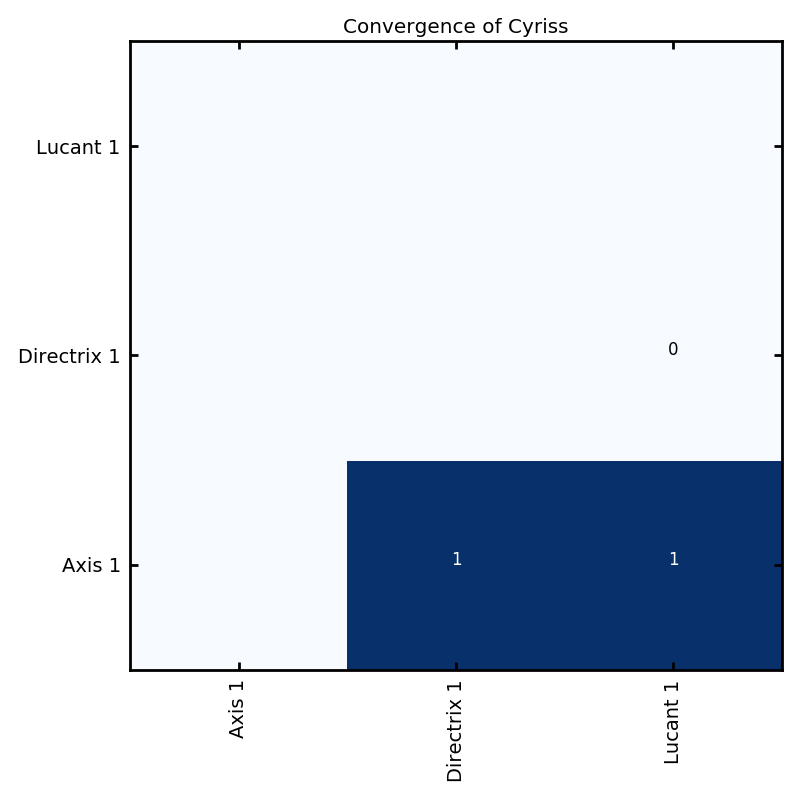 Convergence of Cyriss
Lucant 1
Directrix 1
0
Axis 1
1
1
Axis 1
Directrix 1
Lucant 1